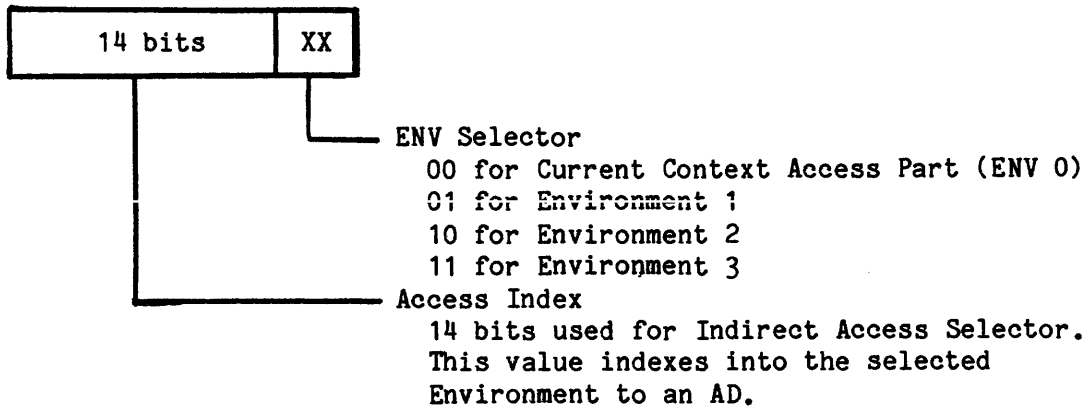 14 bits XX
ENV Selector
00 for Current Context Access Part (ENV 0)
01 for Environment 1
10 for Environment 2
11 for Environment 3
Access Index
14 bits used for Indirect Access Selector.
This value indexes into the selected
Environment to an AD.